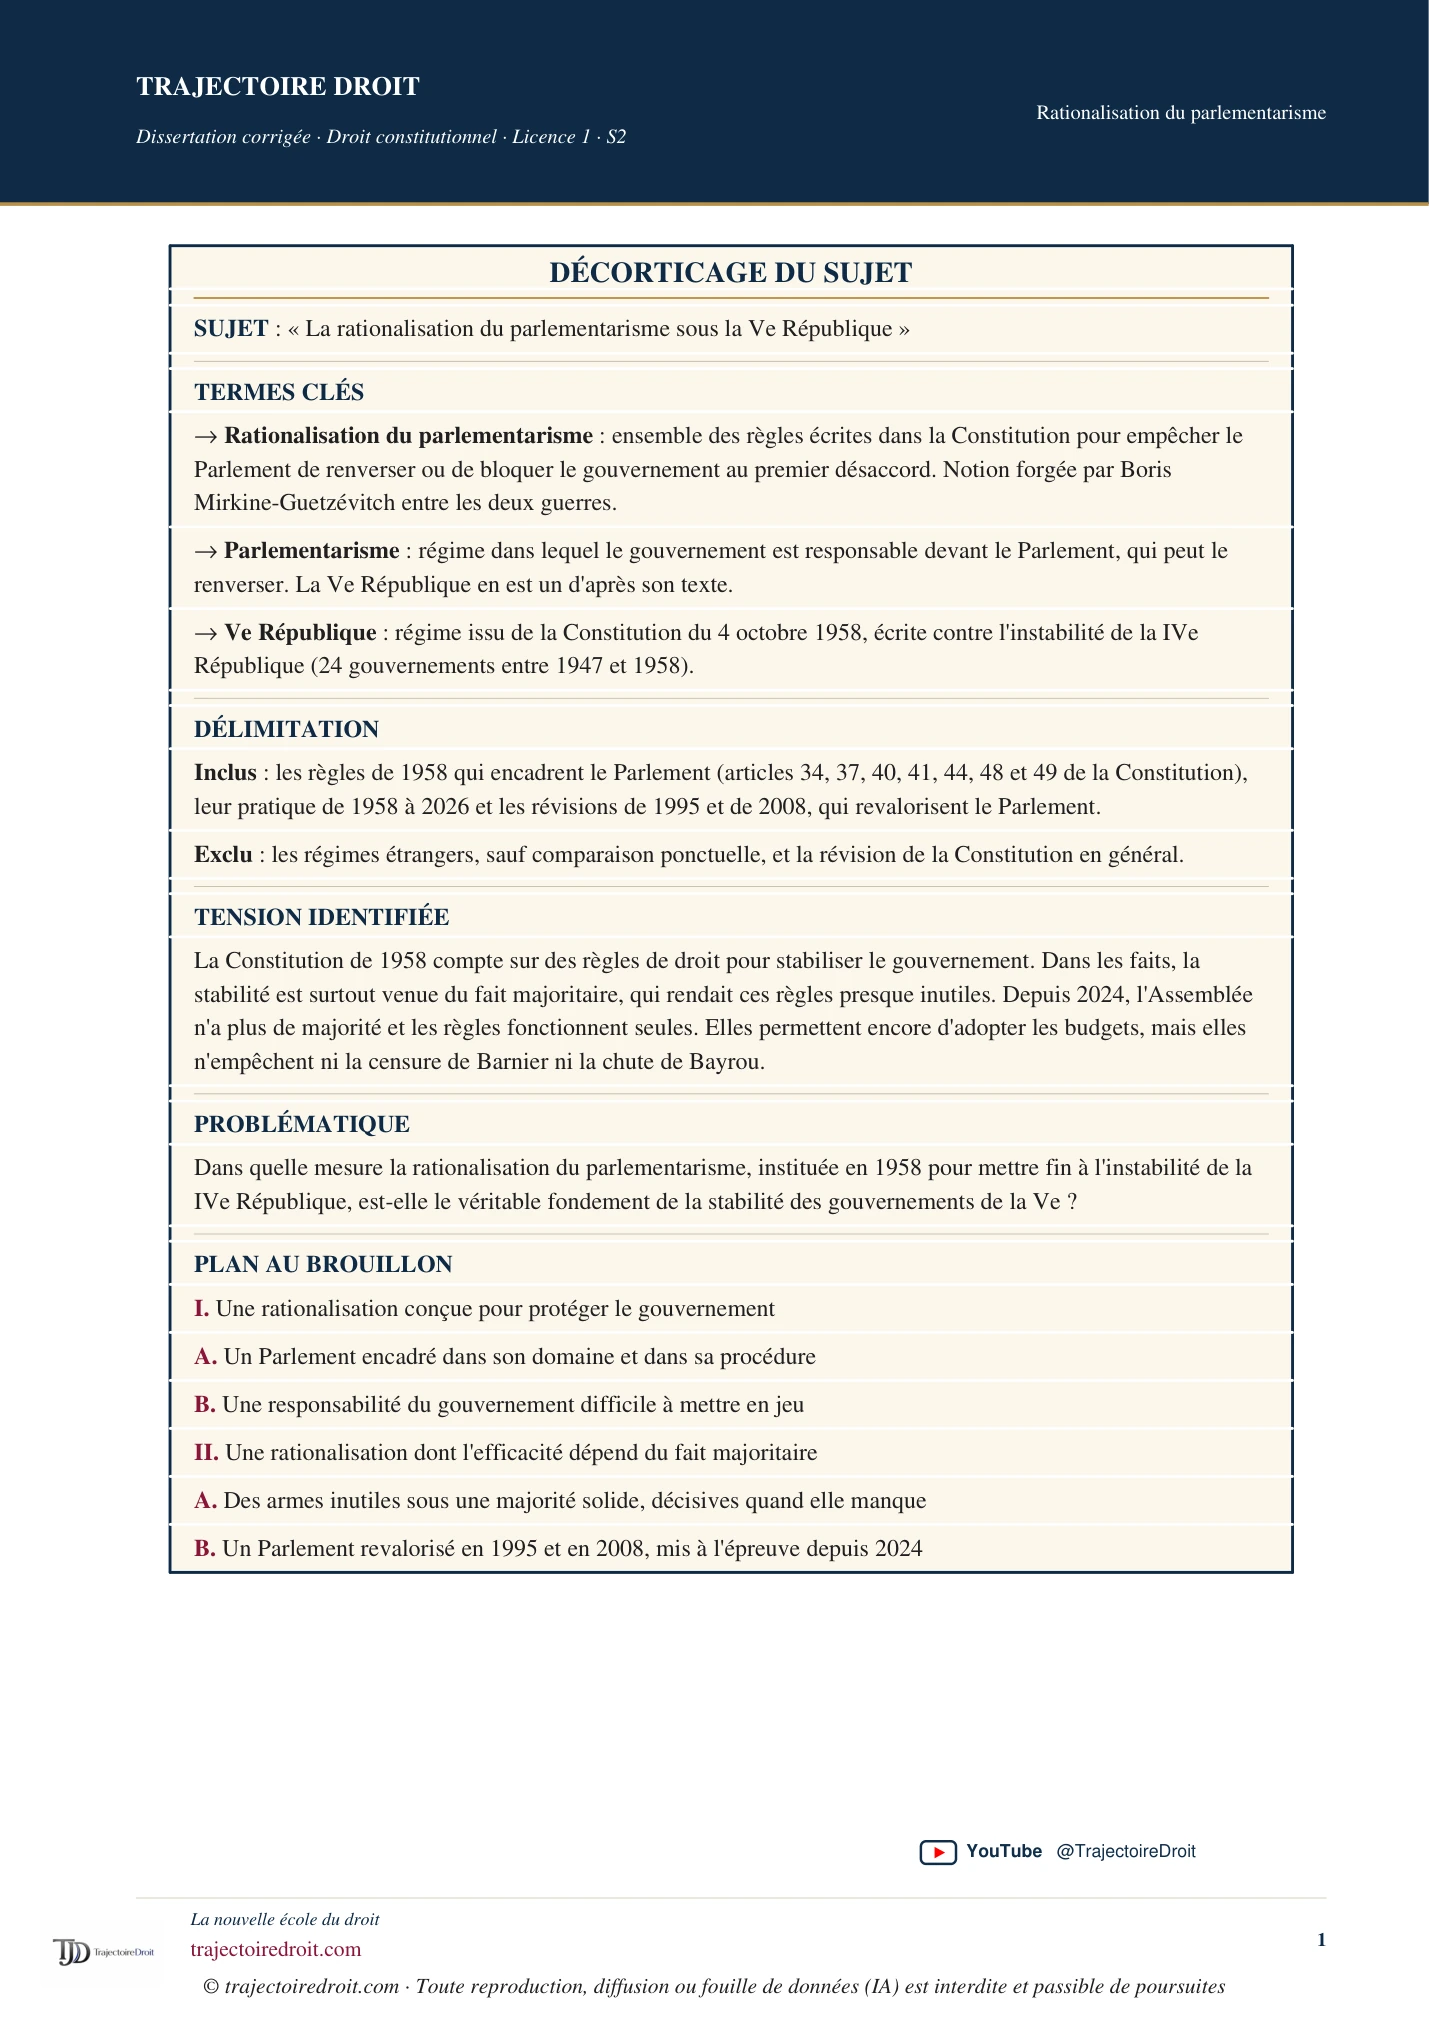 TRAJECTOIRE DROIT
Dissertation corrigée · Droit constitutionnel · Licence 1 · S2
Rationalisation du parlementarisme
DÉCORTICAGE DU SUJET
SUJET : « La rationalisation du parlementarisme sous la Ve République »
TERMES CLÉS
→ Rationalisation du parlementarisme : ensemble des règles écrites dans la Constitution pour empêcher le
Parlement de renverser ou de bloquer le gouvernement au premier désaccord. Notion forgée par Boris
Mirkine-Guetzévitch entre les deux guerres.
→ Parlementarisme : régime dans lequel le gouvernement est responsable devant le Parlement, qui peut le
renverser. La Ve République en est un d'après son texte.
→ Ve République : régime issu de la Constitution du 4 octobre 1958, écrite contre l'instabilité de la IVe
République (24 gouvernements entre 1947 et 1958).
DÉLIMITATION
Inclus : les règles de 1958 qui encadrent le Parlement (articles 34, 37, 40, 41, 44, 48 et 49 de la Constitution),
leur pratique de 1958 à 2026 et les révisions de 1995 et de 2008, qui revalorisent le Parlement.
Exclu : les régimes étrangers, sauf comparaison ponctuelle, et la révision de la Constitution en général.
TENSION IDENTIFIÉE
La Constitution de 1958 compte sur des règles de droit pour stabiliser le gouvernement. Dans les faits, la
stabilité est surtout venue du fait majoritaire, qui rendait ces règles presque inutiles. Depuis 2024, l'Assemblée
n'a plus de majorité et les règles fonctionnent seules. Elles permettent encore d'adopter les budgets, mais elles
n'empêchent ni la censure de Barnier ni la chute de Bayrou.
PROBLÉMATIQUE
Dans quelle mesure la rationalisation du parlementarisme, instituée en 1958 pour mettre fin à l'instabilité de la
IVe République, est-elle le véritable fondement de la stabilité des gouvernements de la Ve ?
PLAN AU BROUILLON
I. Une rationalisation conçue pour protéger le gouvernement
A. Un Parlement encadré dans son domaine et dans sa procédure
B. Une responsabilité du gouvernement difficile à mettre en jeu
II. Une rationalisation dont l'efficacité dépend du fait majoritaire
A. Des armes inutiles sous une majorité solide, décisives quand elle manque
B. Un Parlement revalorisé en 1995 et en 2008, mis à l'épreuve depuis 2024
YouTube @TrajectoireDroit
La nouvelle école du droit
TJD TrajectoireDroit
trajectoiredroit.com
1
© trajectoiredroit.com · Toute reproduction, diffusion ou fouille de données (IA) est interdite et passible de poursuites